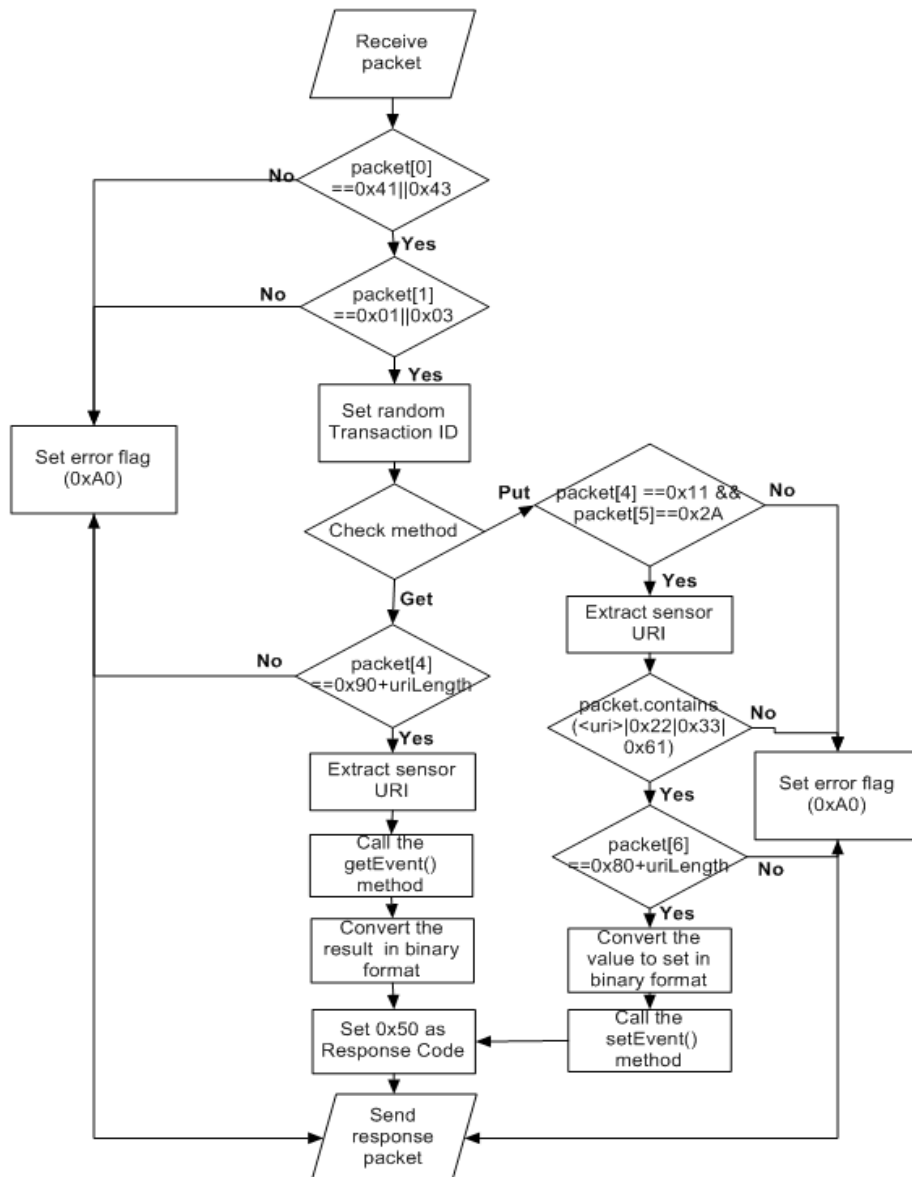 Receive
packet
packet[0]
==0x41||0x43
No
Yes
packet[1]
==0x01||0x03
No
Yes
Set random
Transaction ID
Set error flag
(0xA0)
Check method
Put
packet[4] ==0x11 &&
packet[5]==0x2A
No
Yes
Get
Extract sensor
URI
packet[4]
==0x90+uriLength
No
Yes
packet.contains
(<uri>|0x22|0x33|
0x61)
No
Yes
Extract sensor
URI
Set error flag
(0xA0)
Call the
getEvent()
method
packet[6]
==0x80+uriLength
No
Yes
Convert the
result in binary
format
Convert the
value to set in
binary format
Set 0x50 as
Response Code
Call the
setEvent()
method
Send
response
packet